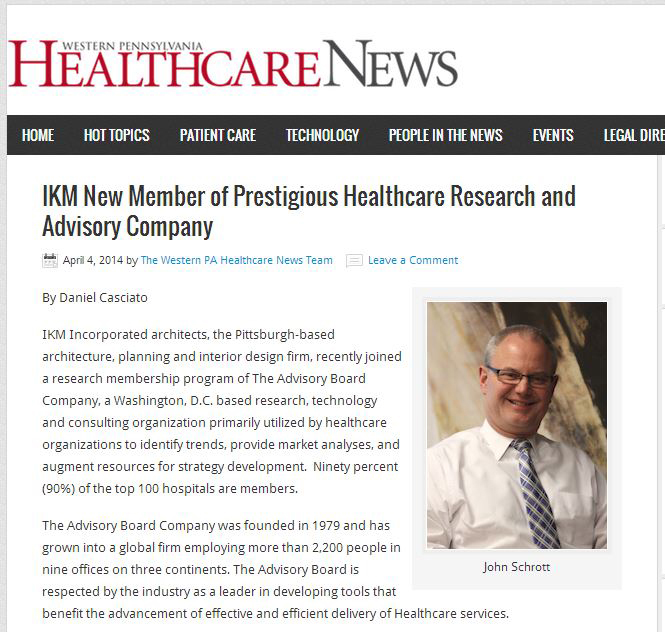 WESTERN PENNSYLVANIA
HEALTHCARE NEWS
HOME HOT TOPICS PATIENT CARE TECHNOLOGY PEOPLE IN THE NEWS EVENTS LEGAL DIRE
IKM New Member of Prestigious Healthcare Research and
Advisory Company
April 4, 2014 by The Western PA Healthcare News Team Leave a Comment
By Daniel Casciato
IKM Incorporated architects, the Pittsburgh-based
architecture, planning and interior design firm, recently joined
a research membership program of The Advisory Board
Company, a Washington, D.C. based research, technology
and consulting organization primarily utilized by healthcare
organizations to identify trends, provide market analyses, and
augment resources for strategy development.  Ninety percent
(90%) of the top 100 hospitals are members.
John Schrott
The Advisory Board Company was founded in 1979 and has
grown into a global firm employing more than 2,200 people in
nine offices on three continents. The Advisory Board is
respected by the industry as a leader in developing tools that
benefit the advancement of effective and efficient delivery of Healthcare services.